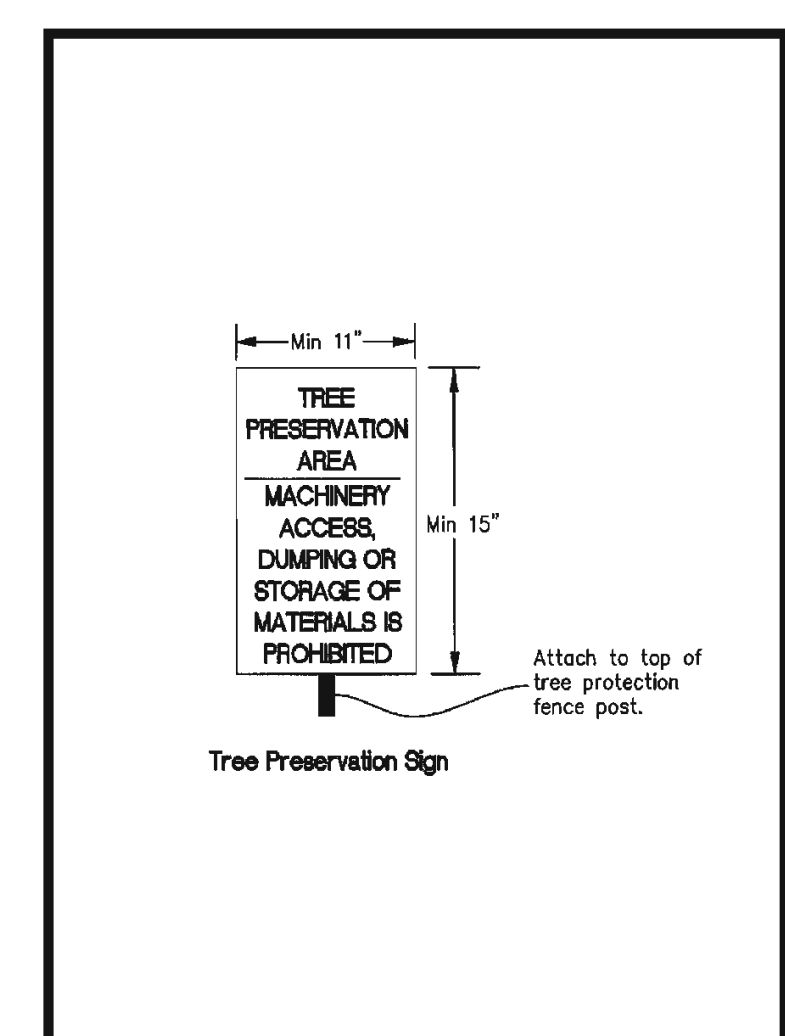 Min 11"
TREE
PRESERVATION
AREA
MACHINERY
ACCESS,
DUMPING OR
STORAGE OF
MATERIALS IS
PROHIBITED
Min 15"
Attach to top of
tree protection
fence post.
Tree Preservation Sign